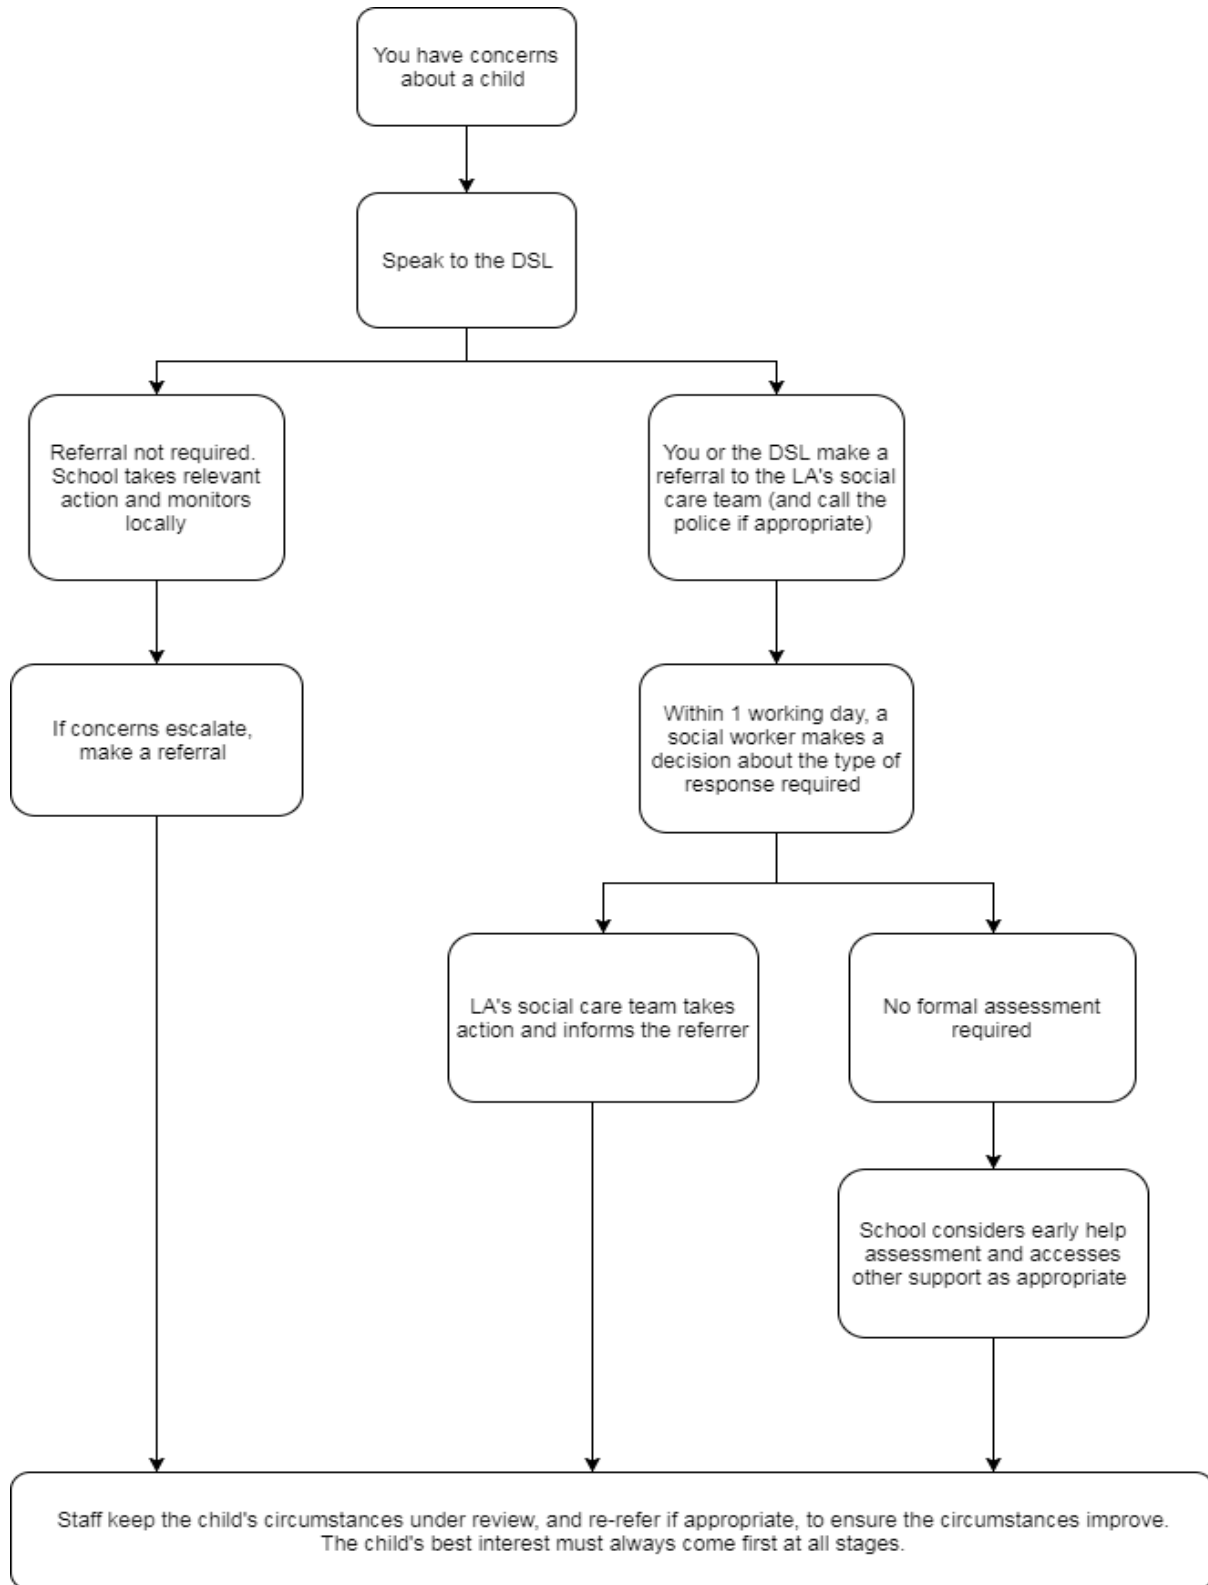 You have concerns
about a child
Speak to the DSL
Referral not required.
School takes relevant
action and monitors
locally
You or the DSL make a
referral to the LA's social
care team (and call the
police if appropriate)
If concerns escalate,
make a referral
Within 1 working day, a
social worker makes a
decision about the type of
response required
LA's social care team takes
action and informs the referrer
No formal assessment
required
School considers early help
assessment and accesses
other support as appropriate
Staff keep the child's circumstances under review, and re-refer if appropriate, to ensure the circumstances improve.
The child's best interest must always come first at all stages.